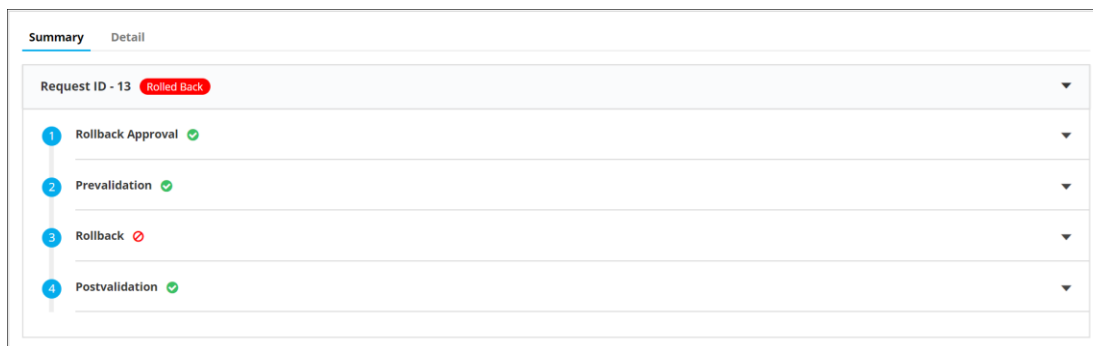 Summary Detail
Request ID - 13 Rolled Back
1 Rollback Approval
2 Prevalidation
3 Rollback
4 Postvalidation